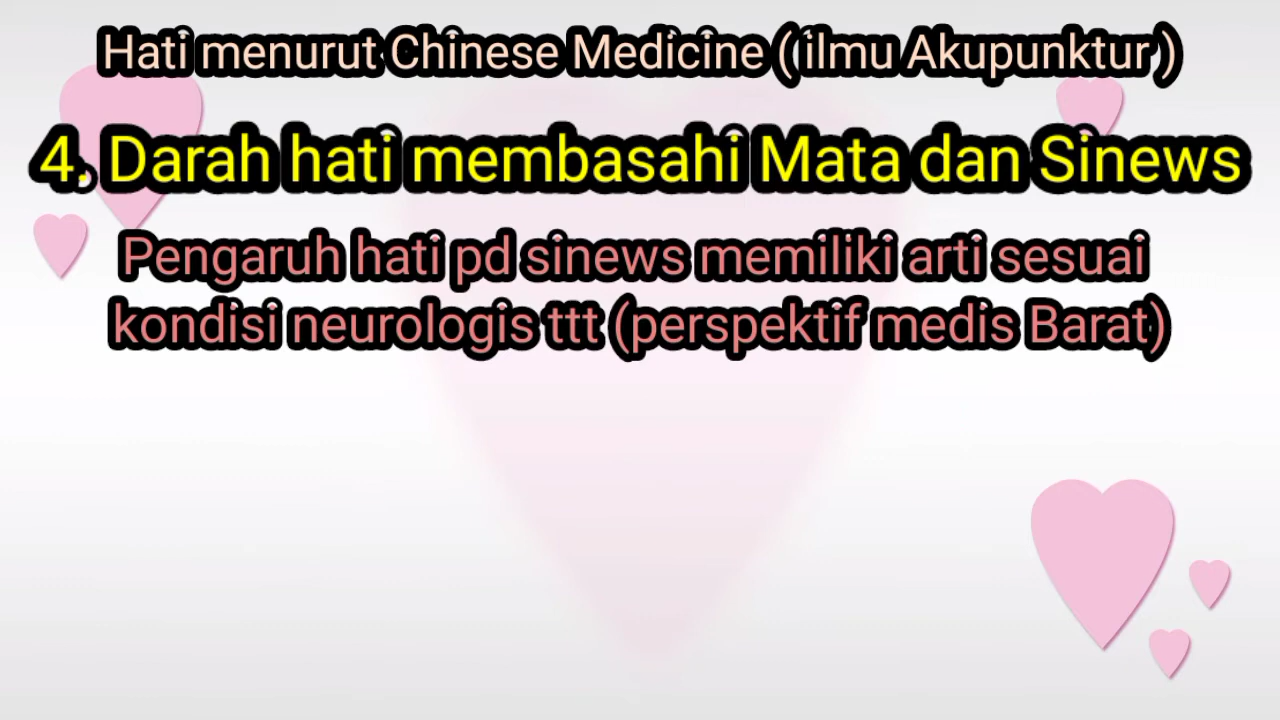 Hati menurut Chinese Medicine ( ilmu Akupunktur )
4. Darah hati membasahi Mata dan Sinews
Pengaruh hati pd sinews memiliki arti sesuai
kondisi neurologis ttt (perspektif medis Barat)